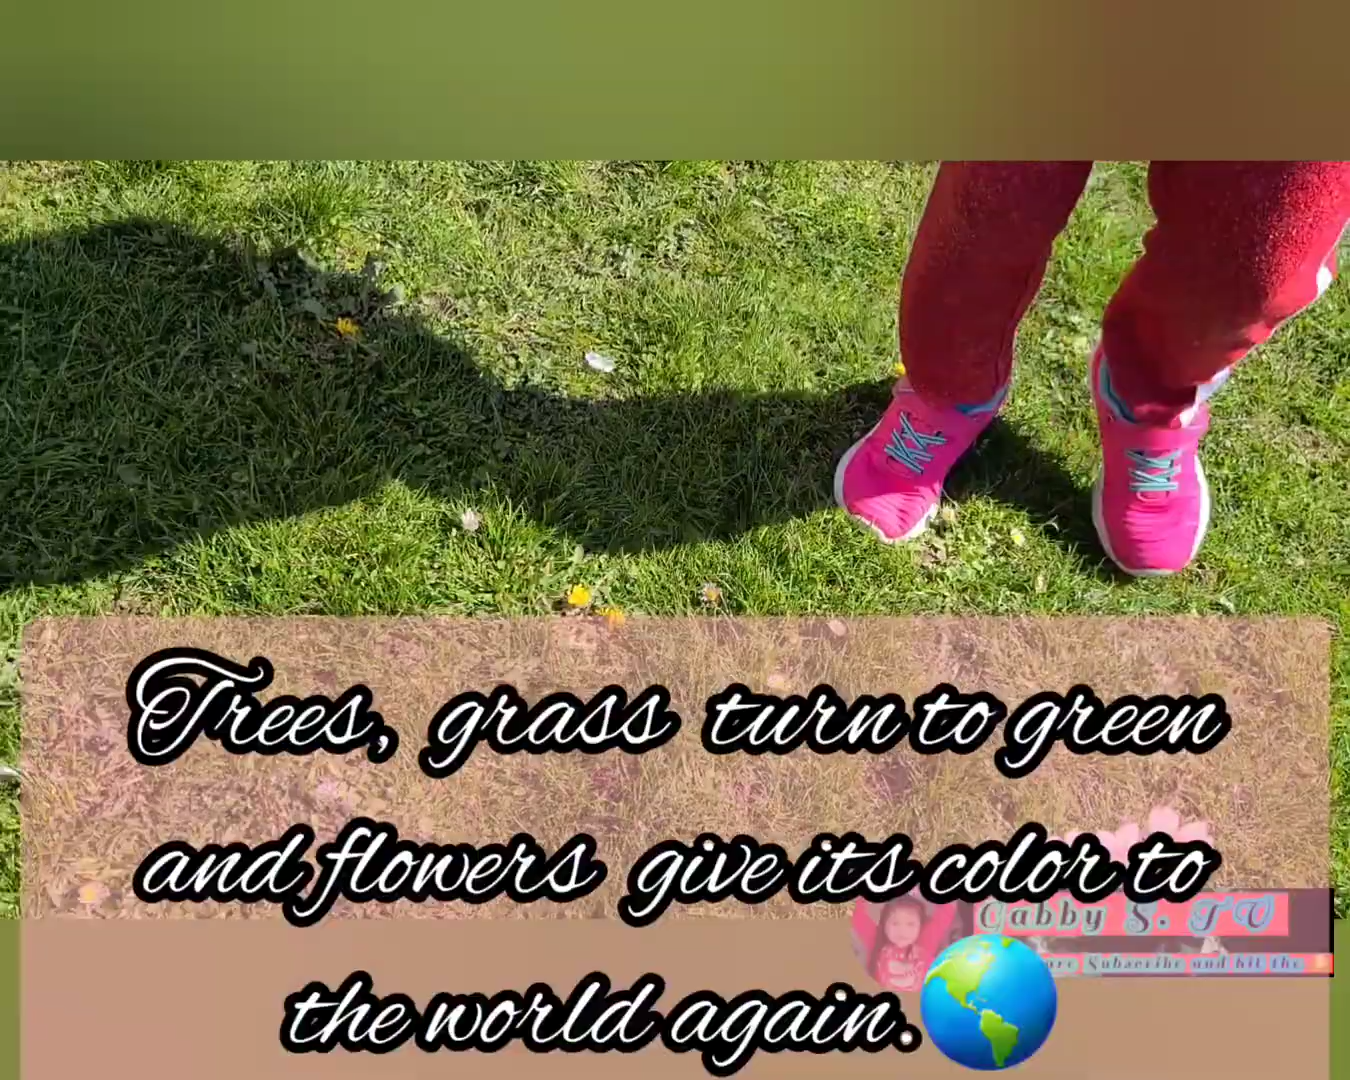 Trees, grass turn to green
and flowers give its color to
Gabby S. TV
Subscribe and hit the
the world again.